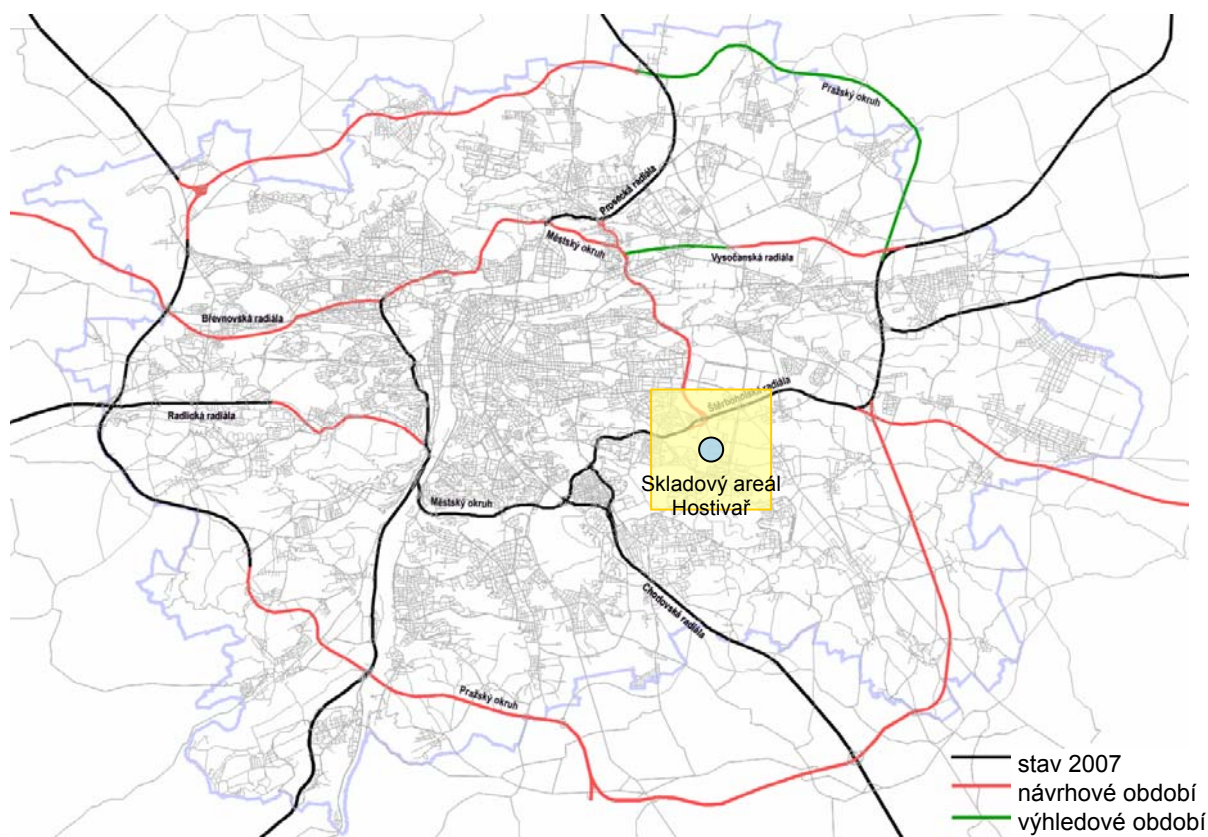 Pražský okruh
Prosecká radiála
Městský okruh
Vysočanská radiála
Břevnovská radiála
Štěrboholská radiála
Radlická radiála
Skladový areál
Hostivař
Městský okruh
Chodovská radiála
Pražský okruh
stav 2007
návrhové období
výhledové období